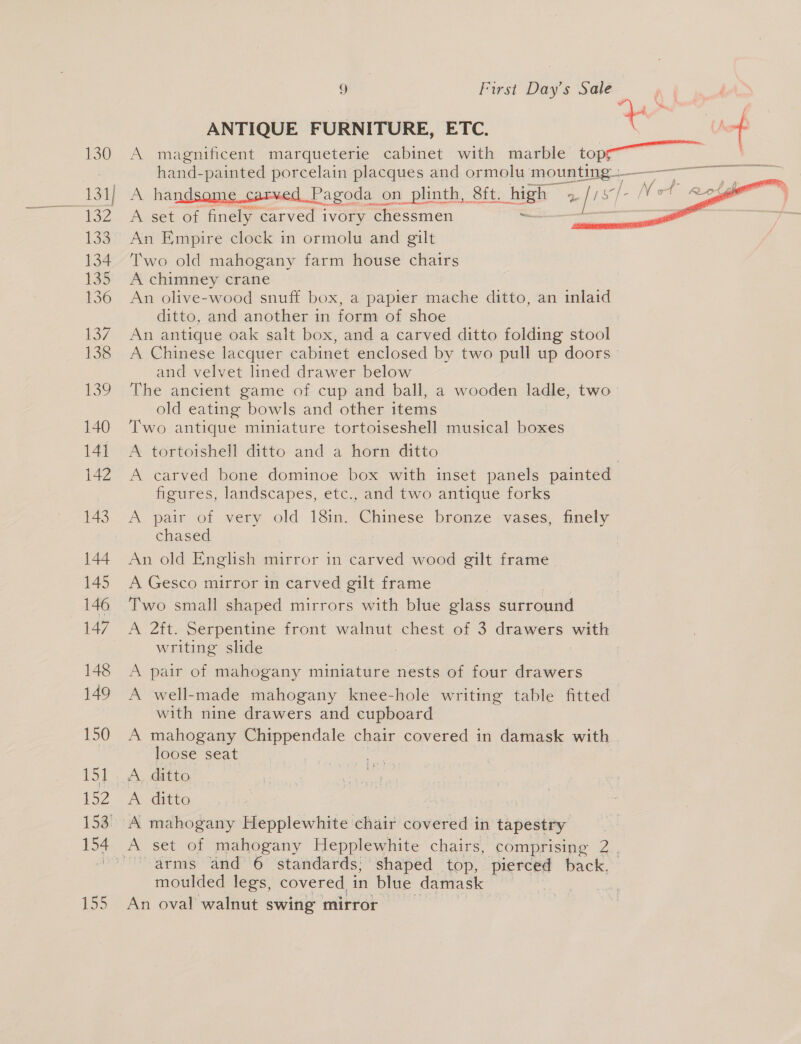 9 First Day's Sale
ANTIQUE FURNITURE, ETC.
130 A magnificent marqueterie cabinet with marble top,
hand-painted porcelain placques and ormolu mounting
131 A handsome carved Pagoda on plinth, 8ft. high 2/15/- Not
132 A set of finely carved ivory chessmen
133 An Empire clock in ormolu and gilt
134 Two old mahogany farm house chairs
135 A chimney crane
136 An olive-wood snuff box, a papier mache ditto, an inlaid
ditto, and another in form of shoe
137 An antique oak salt box, and a carved ditto folding stool
138 A Chinese lacquer cabinet enclosed by two pull up doors
and velvet lined drawer below
139 The ancient game of cup and ball, a wooden ladle, two
old eating bowls and other items
140 Two antique miniature tortoiseshell musical boxes
141 A tortoishell ditto and a horn ditto
142 A carved bone dominoe box with inset panels painted
figures, landscapes, etc., and two antique forks
143 A pair of very old 18in. Chinese bronze vases, finely
chased
144 An old English mirror in carved wood gilt frame
145 A Gesco mirror in carved gilt frame
146 Two small shaped mirrors with blue glass surround
147 A 2ft. Serpentine front walnut chest of 3 drawers with
writing slide
148 A pair of mahogany miniature nests of four drawers
149 A well-made mahogany knee-hole writing table fitted
with nine drawers and cupboard
150 A mahogany Chippendale chair covered in damask with
loose seat
151 A ditto
152 A ditto
153 A mahogany Hepplewhite chair covered in tapestry
154 A set of mahogany Hepplewhite chairs, comprising 2
arms and 6 standards, shaped top, pierced back,
moulded legs, covered in blue damask
155 An oval walnut swing mirror